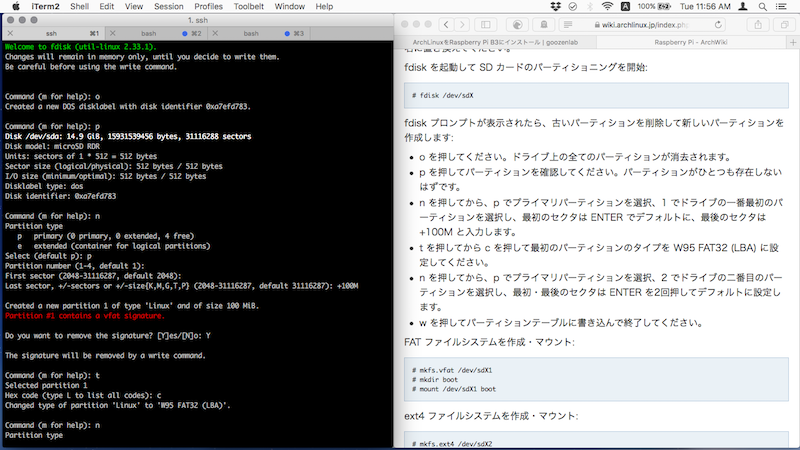 iTerm2 Shell Edit View Session Profiles Toolbelt Window Help
100% Tue 11:56 AM
1. ssh
ssh ⌘1
bash ⌘2
bash ⌘3
Welcome to fdisk (util-linux 2.33.1).
Changes will remain in memory only, until you decide to write them.
Be careful before using the write command.
Command (m for help): o
Created a new DOS disklabel with disk identifier 0xa7efd783.
Command (m for help): p
Disk /dev/sda: 14.9 GiB, 15931539456 bytes, 31116288 sectors
Disk model: microSD RDR
Units: sectors of 1 * 512 = 512 bytes
Sector size (logical/physical): 512 bytes / 512 bytes
I/O size (minimum/optimal): 512 bytes / 512 bytes
Disklabel type: dos
Disk identifier: 0xa7efd783
Command (m for help): n
Partition type
p primary (0 primary, 0 extended, 4 free)
e extended (container for logical partitions)
Select (default p): p
Partition number (1-4, default 1):
First sector (2048-31116287, default 2048):
Last sector, +/-sectors or +/-size{K,M,G,T,P} (2048-31116287, default 31116287): +100M
Created a new partition 1 of type 'Linux' and of size 100 MiB.
Partition #1 contains a vfat signature.
Do you want to remove the signature? [Y]es/[N]o: Y
The signature will be removed by a write command.
Command (m for help): t
Selected partition 1
Hex code (type L to list all codes): c
Changed type of partition 'Linux' to 'W95 FAT32 (LBA)'.
Command (m for help): n
Partition type
wiki.archlinux.jp/index.ph
ArchLinuxをRaspberry Pi B3にインストール | goozenlab
Raspberry Pi - ArchWiki
fdisk を起動して SD カードのパーティショニングを開始:
# fdisk /dev/sdX
fdisk プロンプトが表示されたら、古いパーティションを削除して新しいパーティションを
作成します:
• o を押してください。ドライブ上の全てのパーティションが消去されます。
• p を押してパーティションを確認してください。パーティションがひとつも存在しない
はずです。
• n を押してから、p でプライマリパーティションを選択、1 でドライブの一番最初のパ
ーティションを選択し、最初のセクタは ENTER でデフォルトに、最後のセクタは
+100M と入力します。
• t を押してから c を押して最初のパーティションのタイプを W95 FAT32 (LBA) に設
定してください。
• n を押してから、p でプライマリパーティションを選択、2 でドライブの二番目のパー
ティションを選択し、最初・最後のセクタは ENTER を2回押してデフォルトに設定しま
す。
• w を押してパーティションテーブルに書き込んで終了してください。
FAT ファイルシステムを作成・マウント:
# mkfs.vfat /dev/sdX1
# mkdir boot
# mount /dev/sdX1 boot
ext4 ファイルシステムを作成・マウント:
# mkfs.ext4 /dev/sdX2